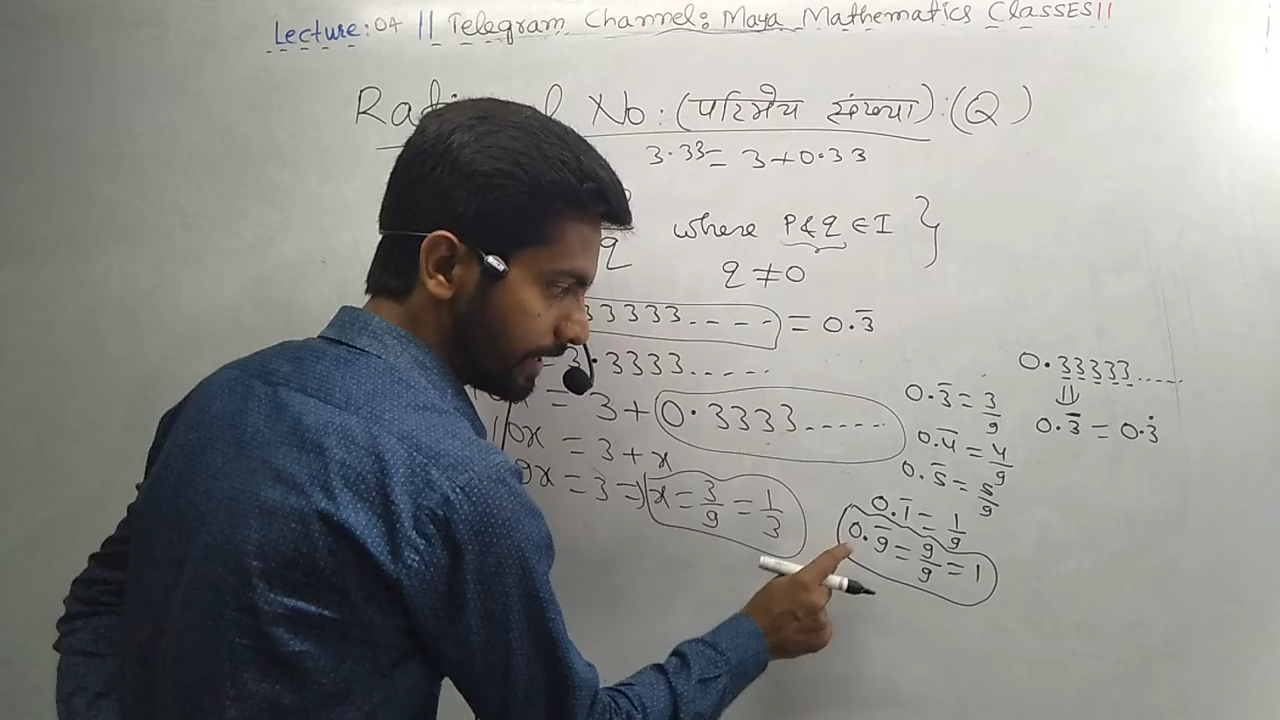 Lecture: 04 || Telegram Channel: Maya Mathematics Classes ||
No: (परिमेय संख्या) : (Q)
3.33 = 3+0.33
q where P & q ∈ I }
q ≠ 0
33333.... = 0.3̅
= 3.3333.....
= 3 + 0.3333.....
10x = 3 + x
9x = 3 ⇒ x = 3/9 = 1/3
0.3̅ = 3/9
0.4̅ = 4/9
0.5̅ = 5/9
0.1̅ = 1/9
0.9̅ = 9/9 = 1
0.33333.....
||
0.3̅ = 0.3̇